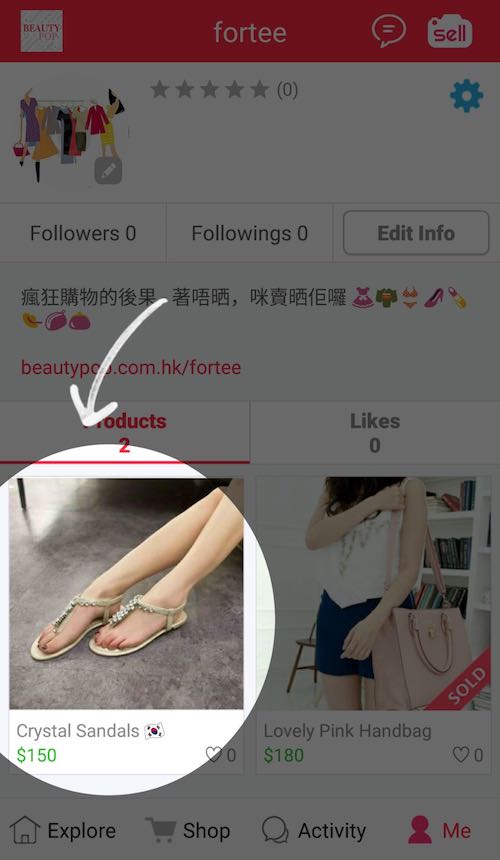 BEAUTY
POP
fortee
sell
(0)
Followers 0
Followings 0
Edit Info
瘋狂購物的後果，著唔晒，咪賣晒佢囉👗👘👙👠💄
beautypop.com.hk/fortee
Products
2
Likes
0
SOLD
Crystal Sandals 🇰🇷
$150
0
Lovely Pink Handbag
$180
0
Explore
Shop
Activity
Me